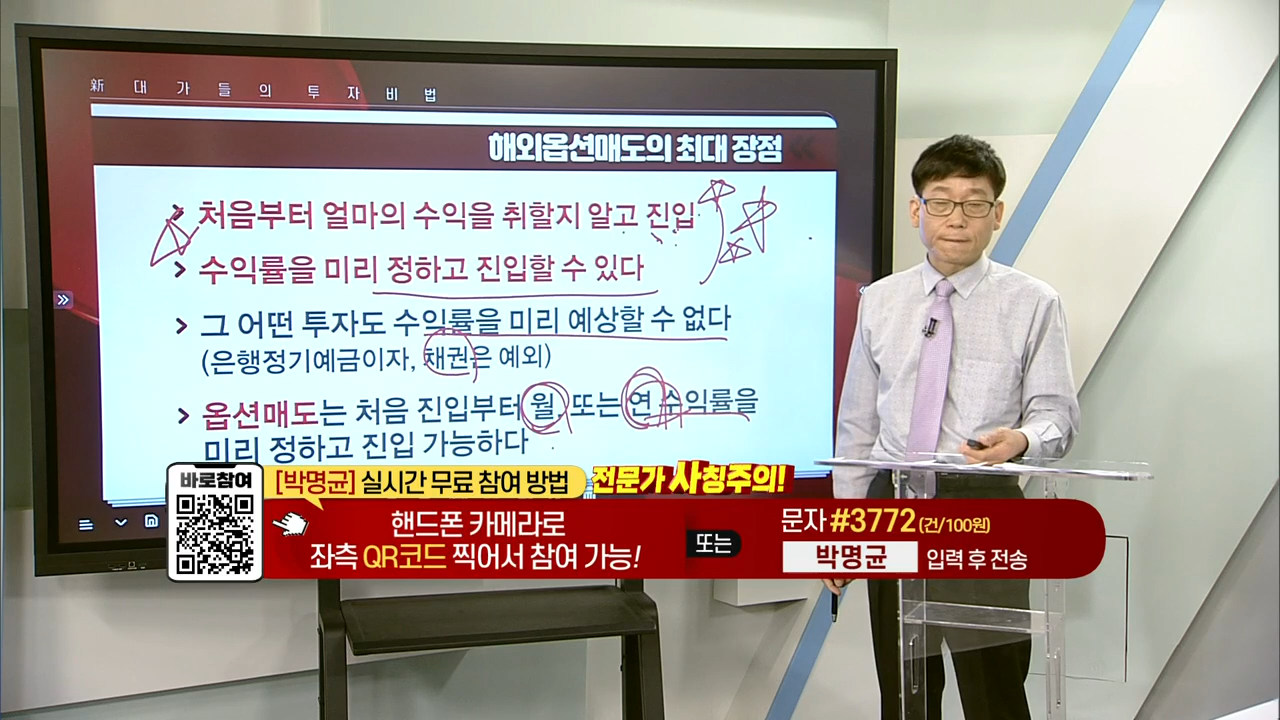 新 대 가 들 의 투 자 비 법
해외옵션매도의 최대 장점
처음부터 얼마의 수익을 취할지 알고 진입
수익률을 미리 정하고 진입할 수 있다
그 어떤 투자도 수익률을 미리 예상할 수 없다
(은행정기예금이자, 채권은 예외)
옵션매도는 처음 진입부터 월, 또는 연 수익률을
미리 정하고 진입 가능하다
바로참여
[박명균] 실시간 무료 참여 방법
전문가 사칭주의!
핸드폰 카메라로
좌측 QR코드 찍어서 참여 가능!
또는
문자 #3772 (건/100원)
박명균 입력 후 전송